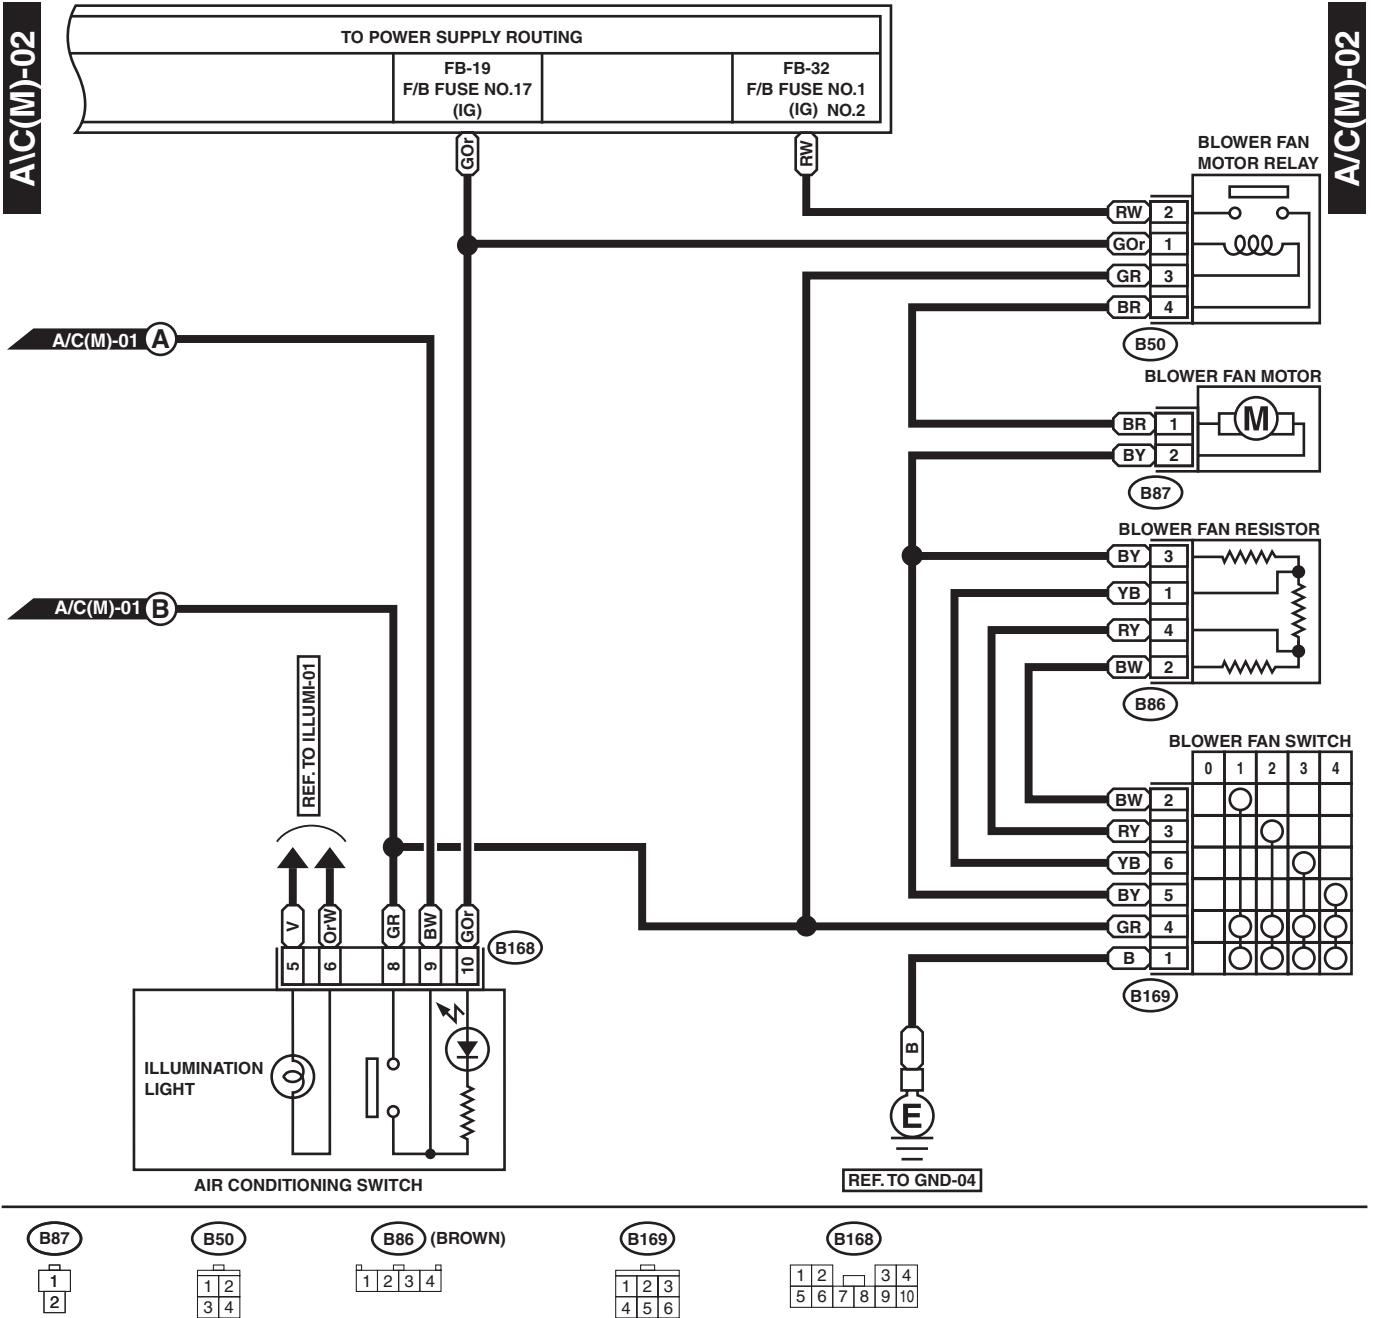 A\C(M)-02
A/C(M)-02
TO POWER SUPPLY ROUTING
FB-19
F/B FUSE NO.17
(IG)
FB-32
F/B FUSE NO.1
(IG) NO.2
GOr
RW
BLOWER FAN
MOTOR RELAY
RW 2
GOr 1
GR 3
BR 4
B50
A/C(M)-01 A
BLOWER FAN MOTOR
M
BR 1
BY 2
B87
BLOWER FAN RESISTOR
BY 3
YB 1
RY 4
BW 2
B86
A/C(M)-01 B
REF. TO ILLUMI-01
BLOWER FAN SWITCH
0 1 2 3 4
BW 2
RY 3
YB 6
BY 5
GR 4
B 1
B169
V OrW GR BW GOr
5 6 8 9 10
B168
ILLUMINATION
LIGHT
AIR CONDITIONING SWITCH
B
E
REF. TO GND-04
B87
1
2
B50
1 2
3 4
B86 (BROWN)
1 2 3 4
B169
1 2 3
4 5 6
B168
1 2 3 4
5 6 7 8 9 10